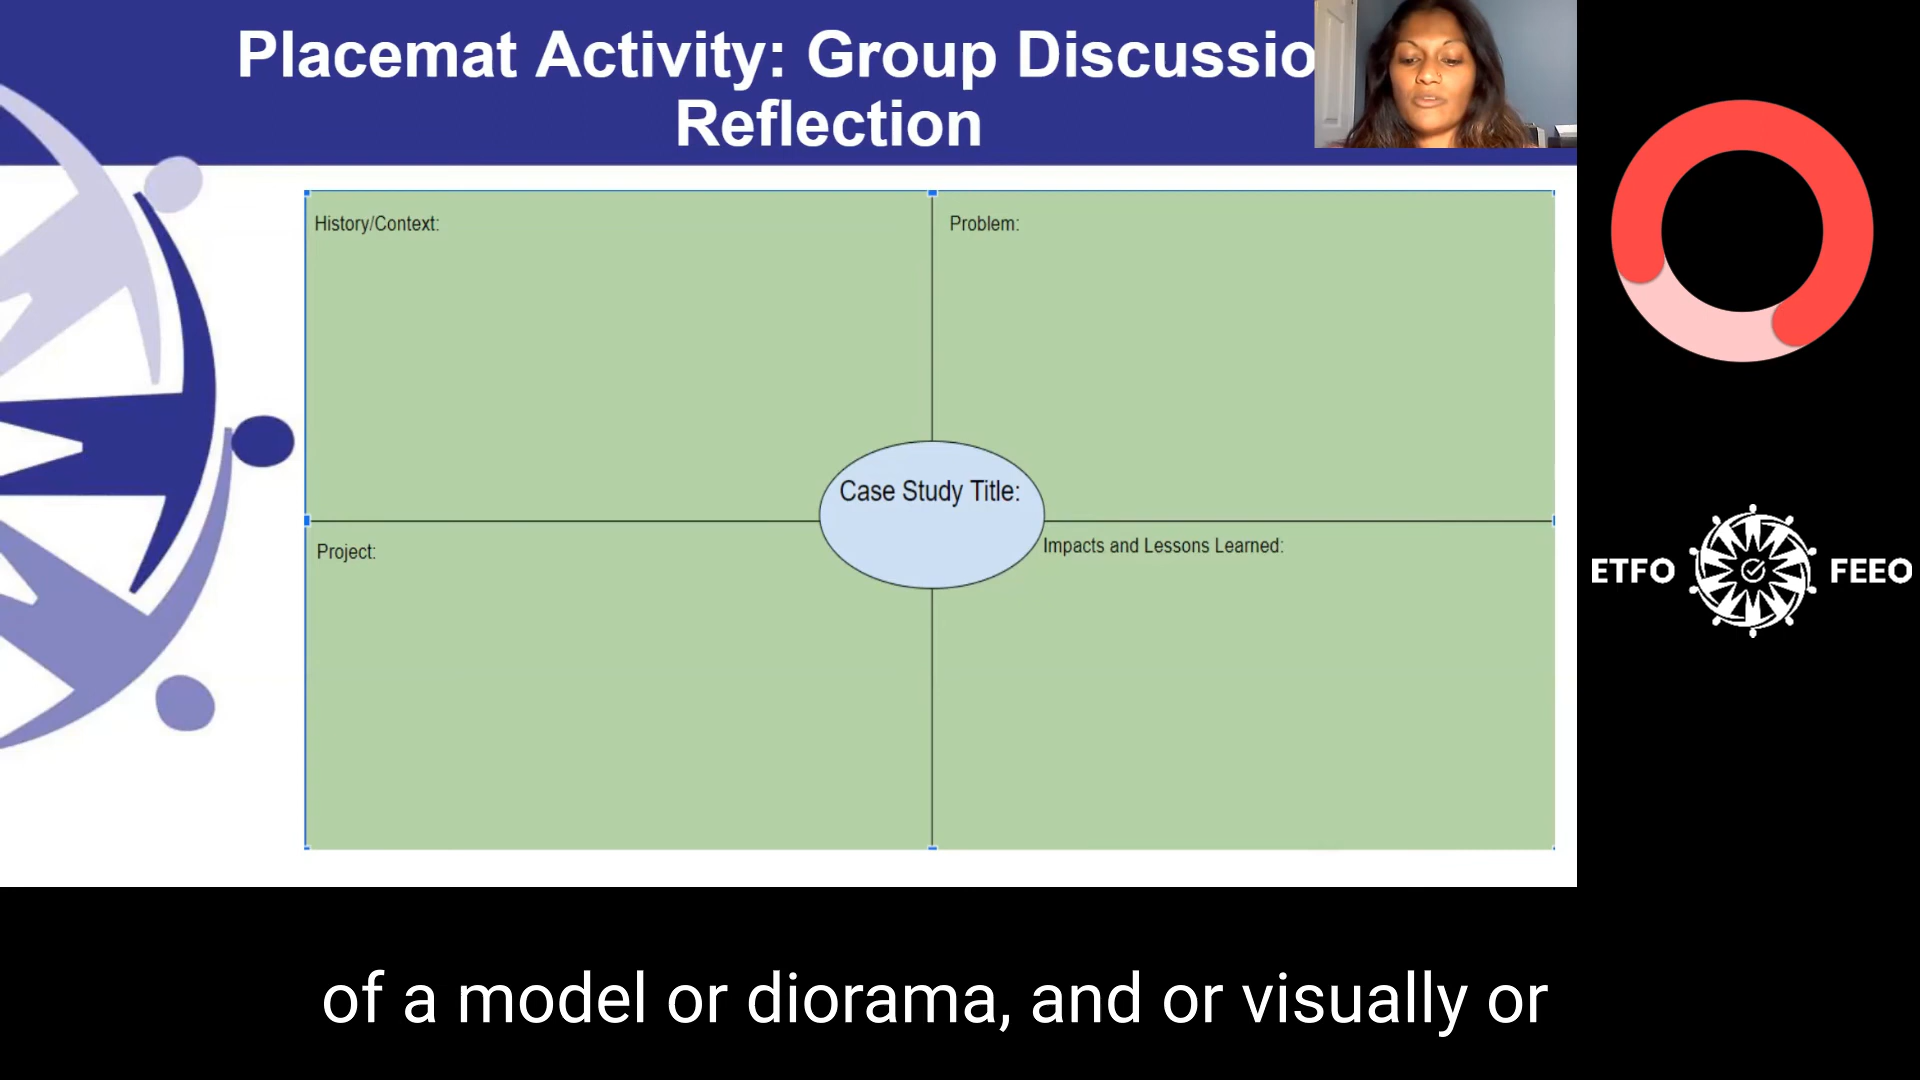 Placemat Activity: Group Discussio
Reflection
History/Context:
Problem:
Case Study Title:
Project:
Impacts and Lessons Learned:
ETFO FEEO
of a model or diorama, and or visually or